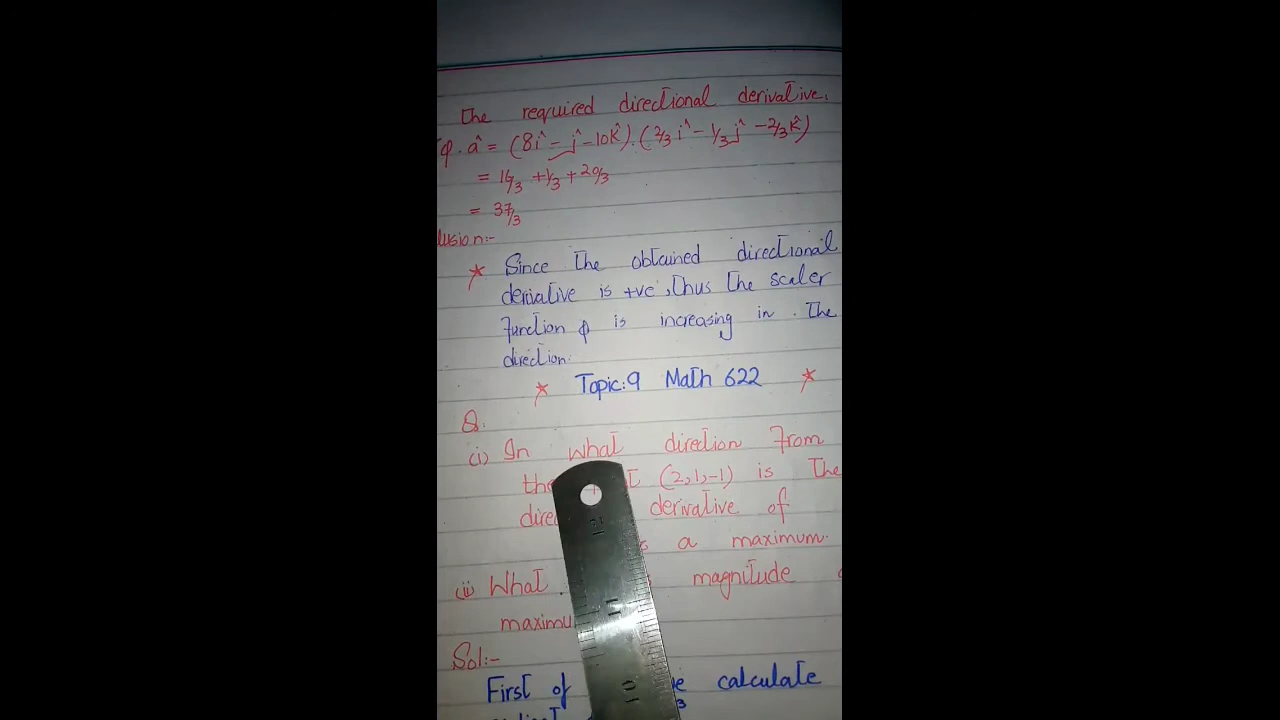 The required directional derivative.
φ.â = (8î - ĵ - 10k̂).(2/3 î - 1/3 ĵ - 2/3 k̂)
= 16/3 + 1/3 + 20/3
= 37/3
lusion:-
* Since The obtained directional
derivative is +ve, Thus The scaler
function φ is increasing in . The
direction.
* Topic:9 Math 622 *
Q.
(i) In what direction from
the (2,1,-1) is The
derivative of
a maximum.
(ii) What magnitude
maximu
Sol:-
First of calculate
3